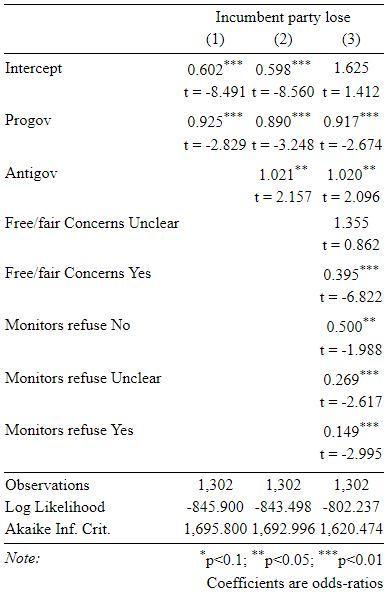 Incumbent party lose
(1) (2) (3)
Intercept 0.602*** 0.598*** 1.625
t = -8.491 t = -8.560 t = 1.412
Progov 0.925*** 0.890*** 0.917***
t = -2.829 t = -3.248 t = -2.674
Antigov 1.021** 1.020**
t = 2.157 t = 2.096
Free/fair Concerns Unclear 1.355
t = 0.862
Free/fair Concerns Yes 0.395***
t = -6.822
Monitors refuse No 0.500**
t = -1.988
Monitors refuse Unclear 0.269***
t = -2.617
Monitors refuse Yes 0.149***
t = -2.995
Observations 1,302 1,302 1,302
Log Likelihood -845.900 -843.498 -802.237
Akaike Inf. Crit. 1,695.800 1,692.996 1,620.474
Note: *p<0.1; **p<0.05; ***p<0.01
Coefficients are odds-ratios